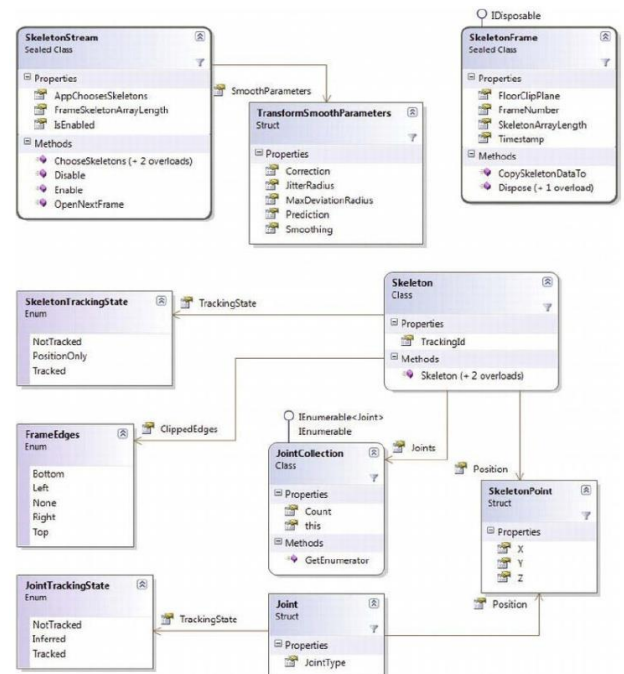 IDisposable
SkeletonStream
Sealed Class
Properties
AppChoosesSkeletons
FrameSkeletonArrayLength
IsEnabled
Methods
ChooseSkeletons (+ 2 overloads)
Disable
Enable
OpenNextFrame
SmoothParameters
TransformSmoothParameters
Struct
Properties
Correction
JitterRadius
MaxDeviationRadius
Prediction
Smoothing
SkeletonFrame
Sealed Class
Properties
FloorClipPlane
FrameNumber
SkeletonArrayLength
Timestamp
Methods
CopySkeletonDataTo
Dispose (+ 1 overload)
SkeletonTrackingState
Enum
NotTracked
PositionOnly
Tracked
TrackingState
Skeleton
Class
Properties
TrackingId
Methods
Skeleton (+ 2 overloads)
FrameEdges
Enum
Bottom
Left
None
Right
Top
ClippedEdges
IEnumerable<Joint>
IEnumerable
JointCollection
Class
Properties
Count
this
Methods
GetEnumerator
Joints
Position
SkeletonPoint
Struct
Properties
X
Y
Z
JointTrackingState
Enum
NotTracked
Inferred
Tracked
TrackingState
Joint
Struct
Properties
JointType
Position